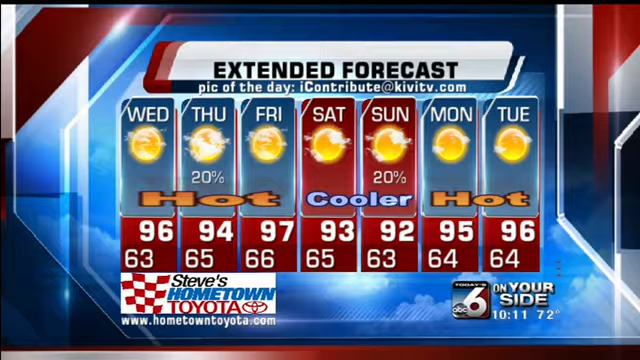 EXTENDED FORECAST
pic of the day: iContribute@kivitv.com
WED THU FRI SAT SUN MON TUE
20% 20%
Hot Cooler Hot
96 94 97 93 92 95 96
63 65 66 65 63 64 64
Steve's
HOMETOWN
TOYOTA
www.hometowntoyota.com
TODAY'S
abc 6
ON YOUR
SIDE
10:11 72°